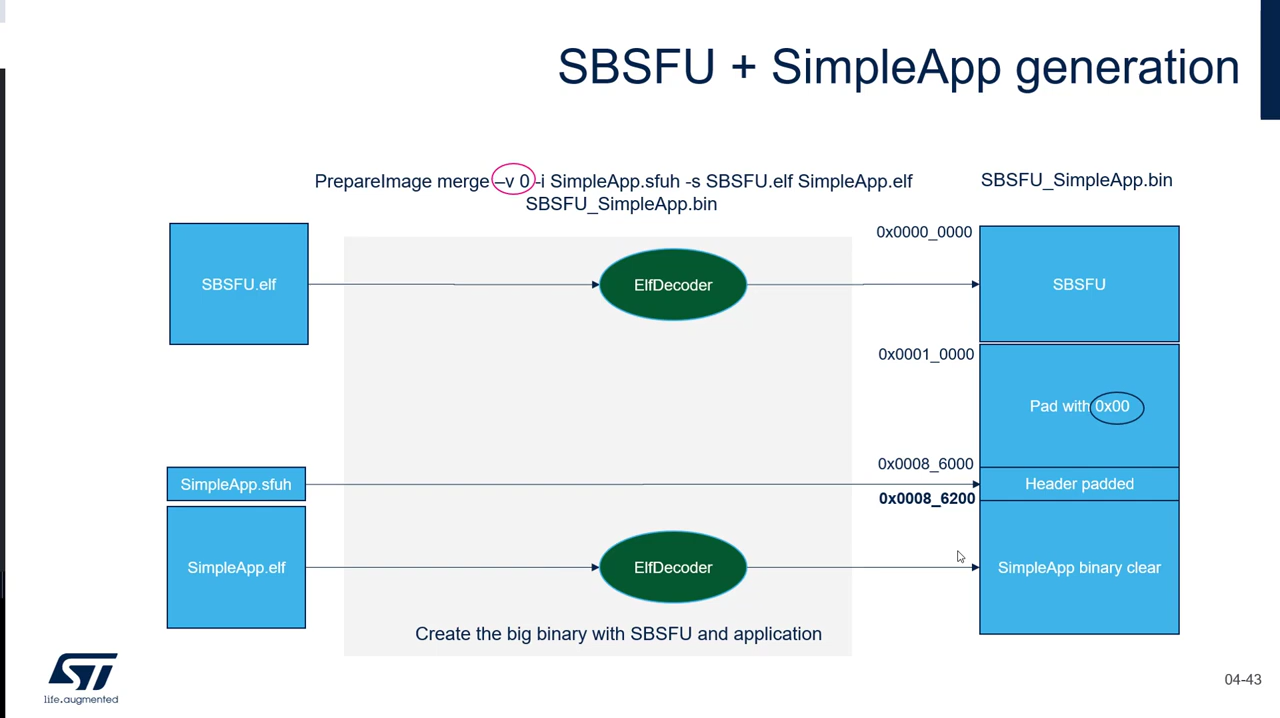 SBSFU + SimpleApp generation
PrepareImage merge –v 0 -i SimpleApp.sfuh -s SBSFU.elf SimpleApp.elf
SBSFU_SimpleApp.bin
SBSFU_SimpleApp.bin
0x0000_0000
SBSFU.elf
ElfDecoder
SBSFU
0x0001_0000
Pad with 0x00
0x0008_6000
SimpleApp.sfuh
Header padded
0x0008_6200
SimpleApp.elf
ElfDecoder
SimpleApp binary clear
Create the big binary with SBSFU and application
ST
life.augmented
04-43